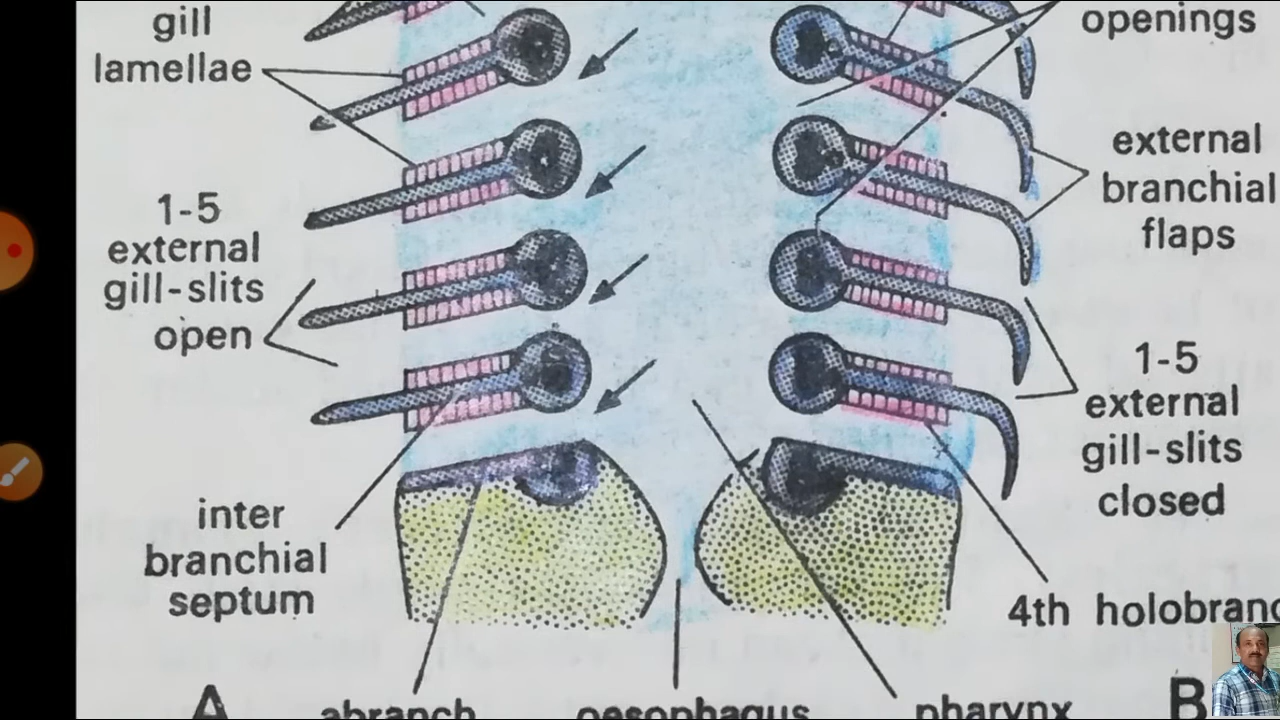 gill
lamellae
openings
external
branchial
flaps
1-5
external
gill-slits
open
1-5
external
gill-slits
closed
inter
branchial
septum
4th holobranc
A
abranch
oesophagus
pharynx
B